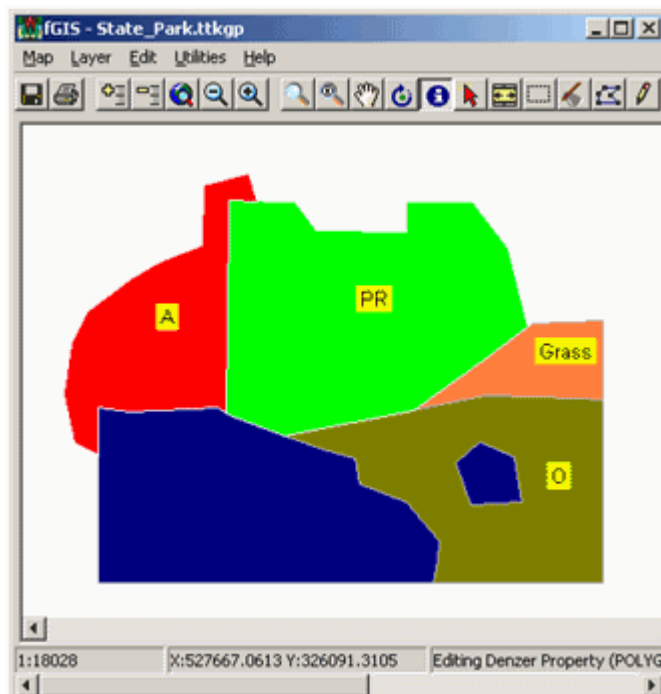 fGIS - State_Park.ttkgp
Map Layer Edit Utilities Help
A
PR
Grass
O
1:18028 X:527667.0613 Y:326091.3105 Editing Denzer Property (POLYG